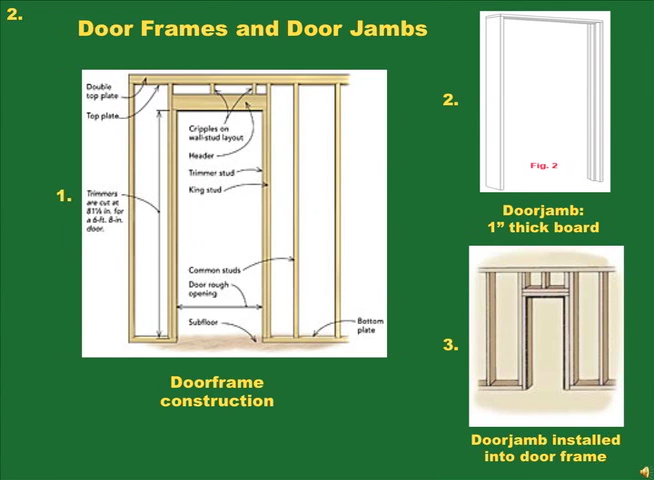 2.
Door Frames and Door Jambs
1.
Double
top plate
Top plate
Cripples on
wall-stud layout
Header
Trimmer stud
King stud
Trimmers
are cut at
81⅛ in. for
a 6-ft. 8-in.
door.
Common studs
Door rough
opening
Subfloor
Bottom
plate
Doorframe
construction
2.
Fig. 2
Doorjamb:
1” thick board
3.
Doorjamb installed
into door frame